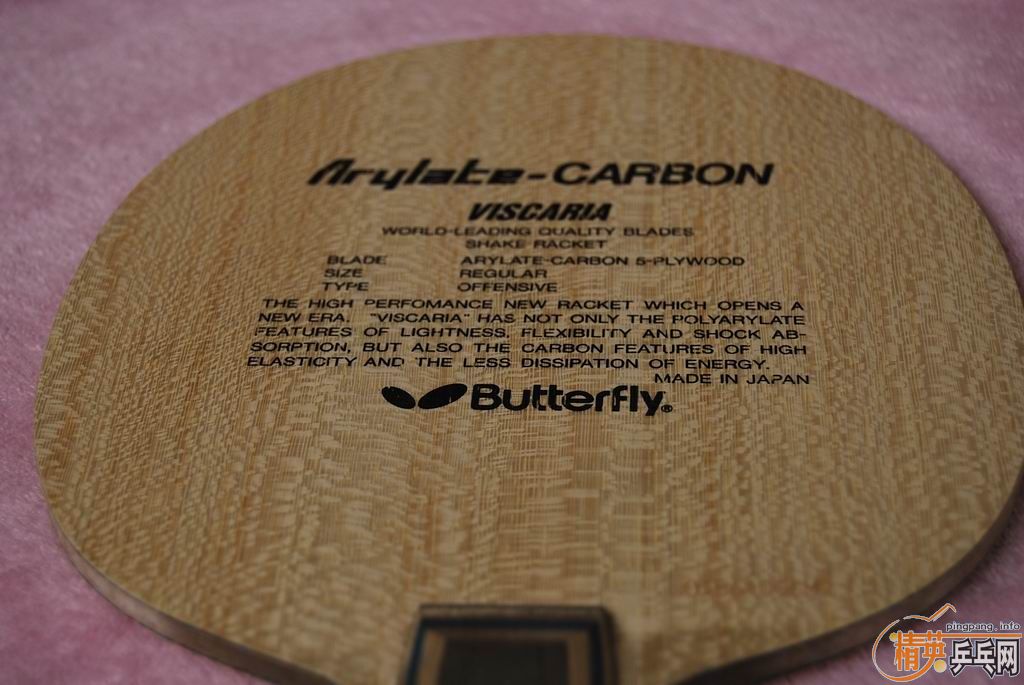 Arylate-CARBON
VISCARIA
WORLD-LEADING QUALITY BLADES
SHAKE RACKET
BLADE ARYLATE-CARBON 5-PLYWOOD
SIZE REGULAR
TYPE OFFENSIVE
THE HIGH PERFOMANCE NEW RACKET WHICH OPENS A
NEW ERA. "VISCARIA" HAS NOT ONLY THE POLYARYLATE
FEATURES OF LIGHTNESS, FLEXIBILITY AND SHOCK AB-
SORPTION, BUT ALSO THE CARBON FEATURES OF HIGH
ELASTICITY AND THE LESS DISSIPATION OF ENERGY.
MADE IN JAPAN
Butterfly®
pingpang.info
精英乒乓网